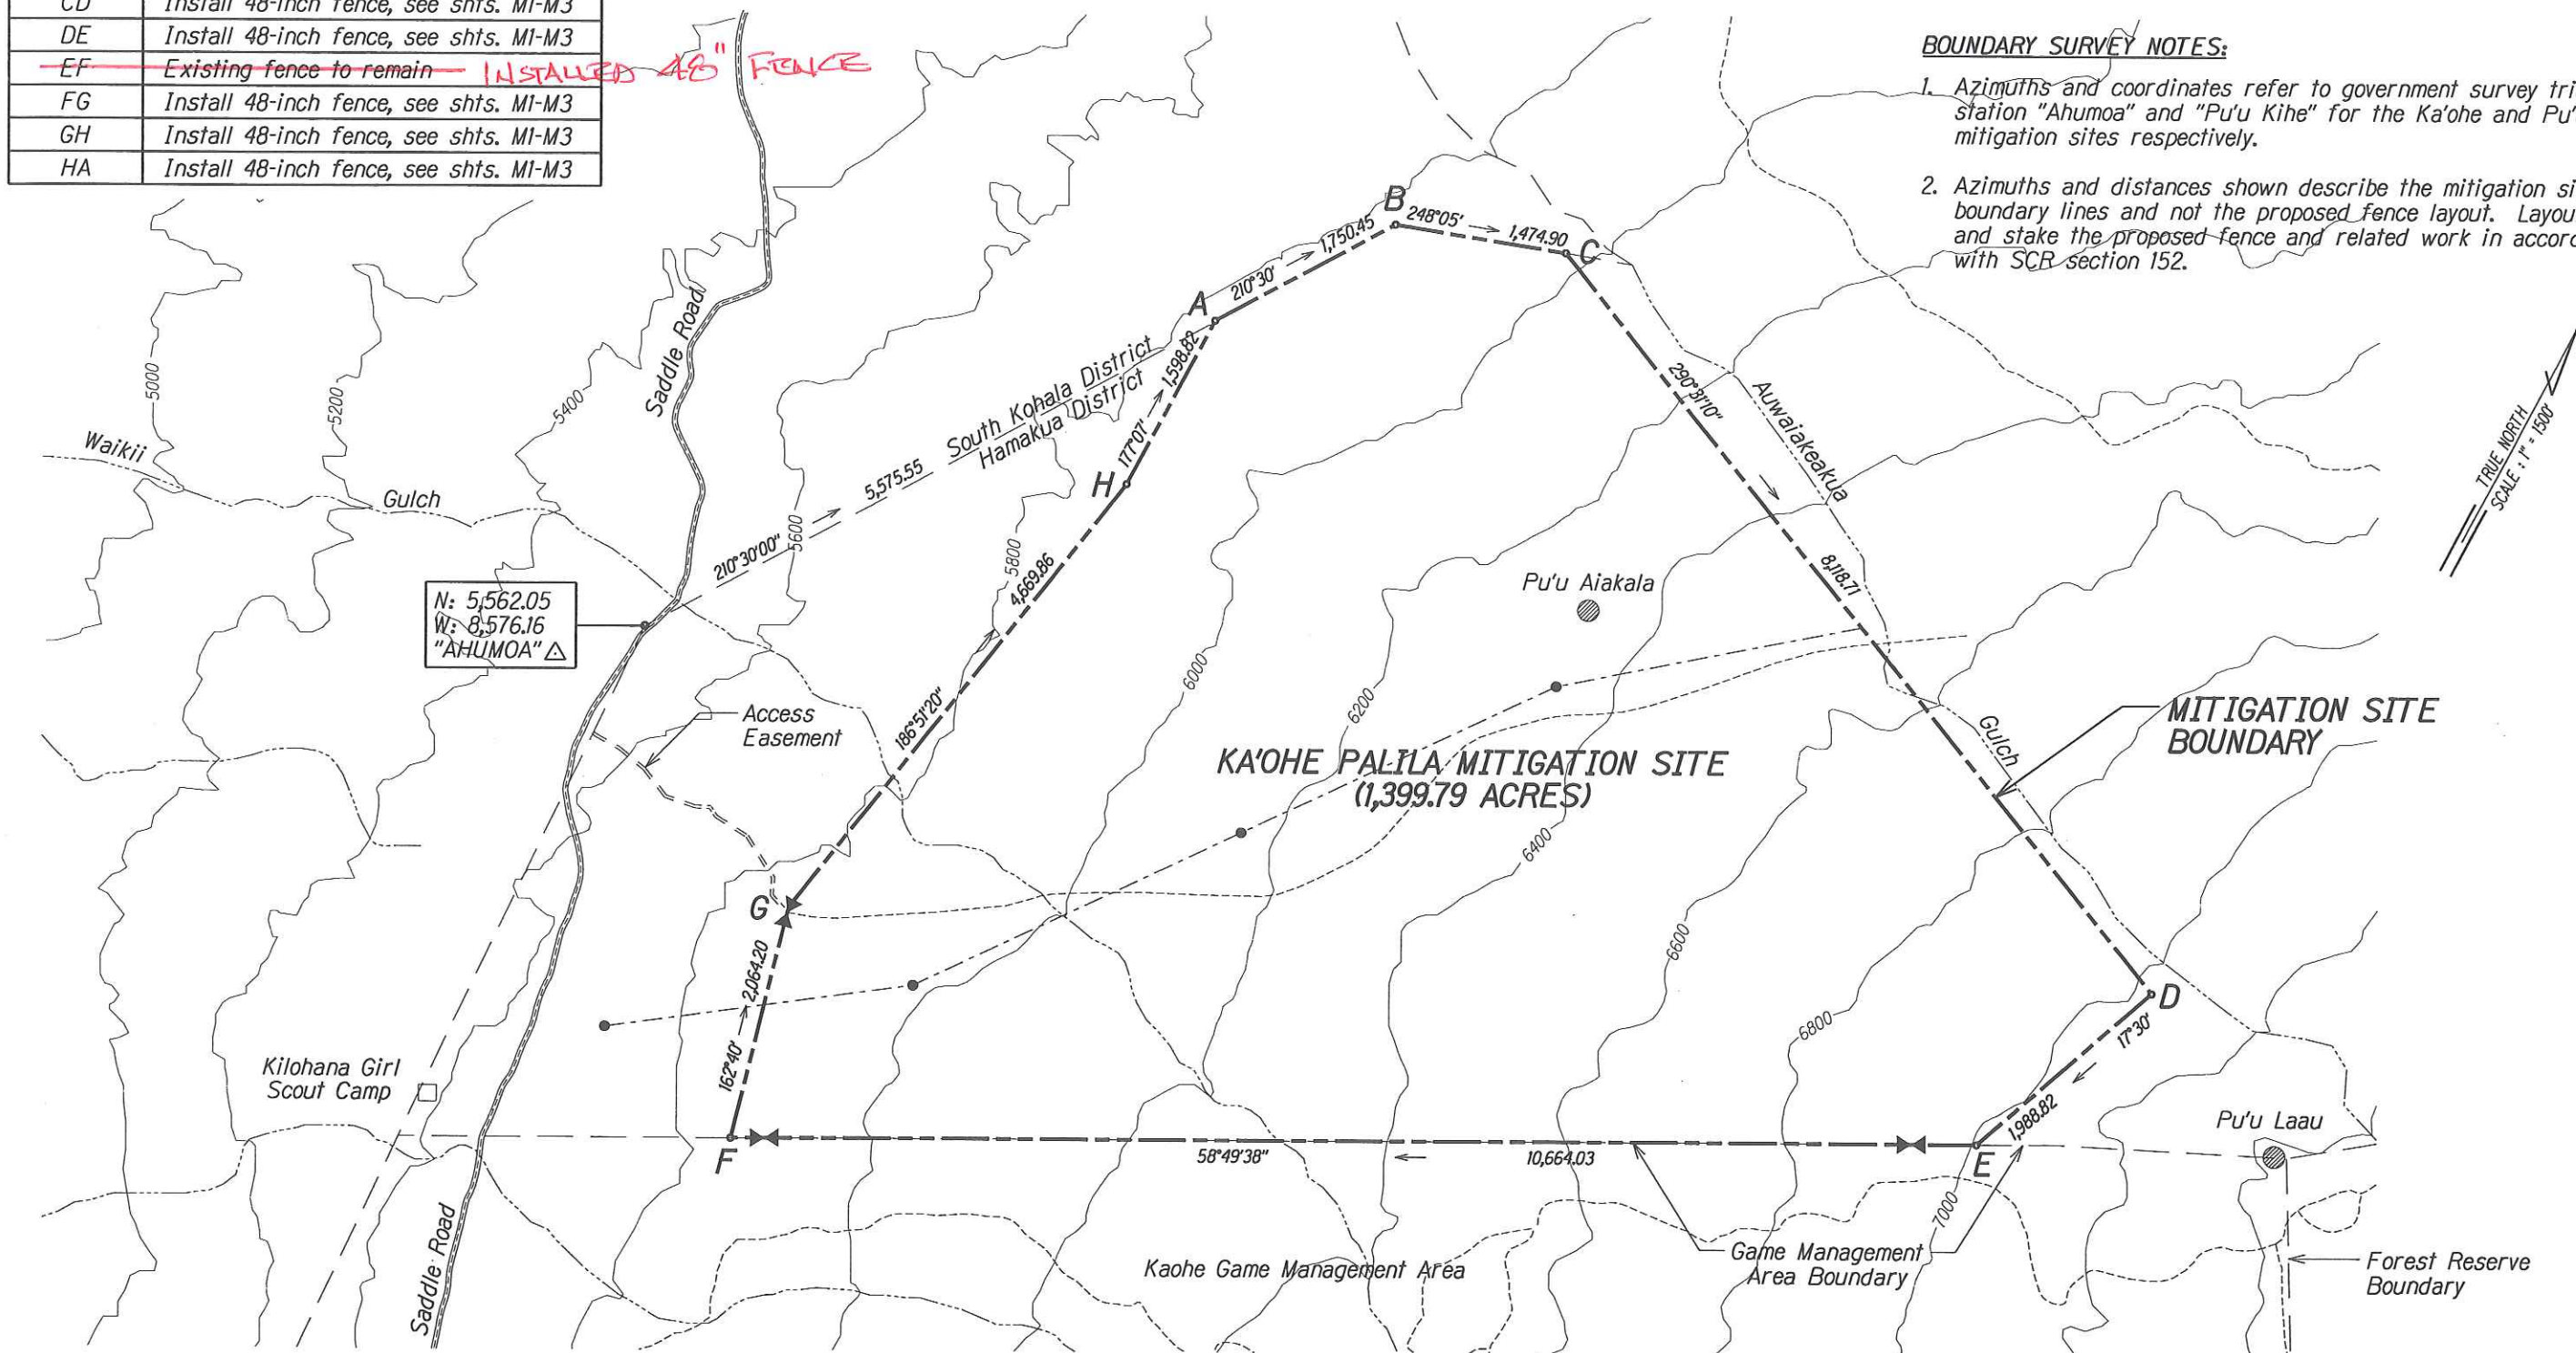 CD Install 48-inch fence, see shts. M1-M3
DE Install 48-inch fence, see shts. M1-M3
EF Existing fence to remain INSTALLED 48" FENCE
FG Install 48-inch fence, see shts. M1-M3
GH Install 48-inch fence, see shts. M1-M3
HA Install 48-inch fence, see shts. M1-M3
BOUNDARY SURVEY NOTES:
1. Azimuths and coordinates refer to government survey tri
station "Ahumoa" and "Pu'u Kihe" for the Ka'ohe and Pu'
mitigation sites respectively.
2. Azimuths and distances shown describe the mitigation si
boundary lines and not the proposed fence layout. Layou
and stake the proposed fence and related work in accor
with SCR section 152.
TRUE NORTH
SCALE : 1" = 1500'
B
248°05'
1,474.90
C
210°30'
1,750.45
A
177°07'
1,598.82
H
South Kohala District
Hamakua District
5,575.55
210°30'00"
Saddle Road
5000
5200
5400
5600
5800
Waikii
Gulch
N: 5,562.05
W: 8,576.16
"AHUMOA"
4,669.86
186°51'20"
290°31'10"
8,118.71
Auwaiakeakua
Gulch
Pu'u Aiakala
6000
6200
6400
6600
6800
7000
Access
Easement
KA'OHE PALILA MITIGATION SITE
(1,399.79 ACRES)
MITIGATION SITE
BOUNDARY
G
2,064.20
162°40'
F
D
17°30'
1,988.82
E
58°49'38"
10,664.03
Kilohana Girl
Scout Camp
Saddle Road
Pu'u Laau
Kaohe Game Management Area
Game Management
Area Boundary
Forest Reserve
Boundary